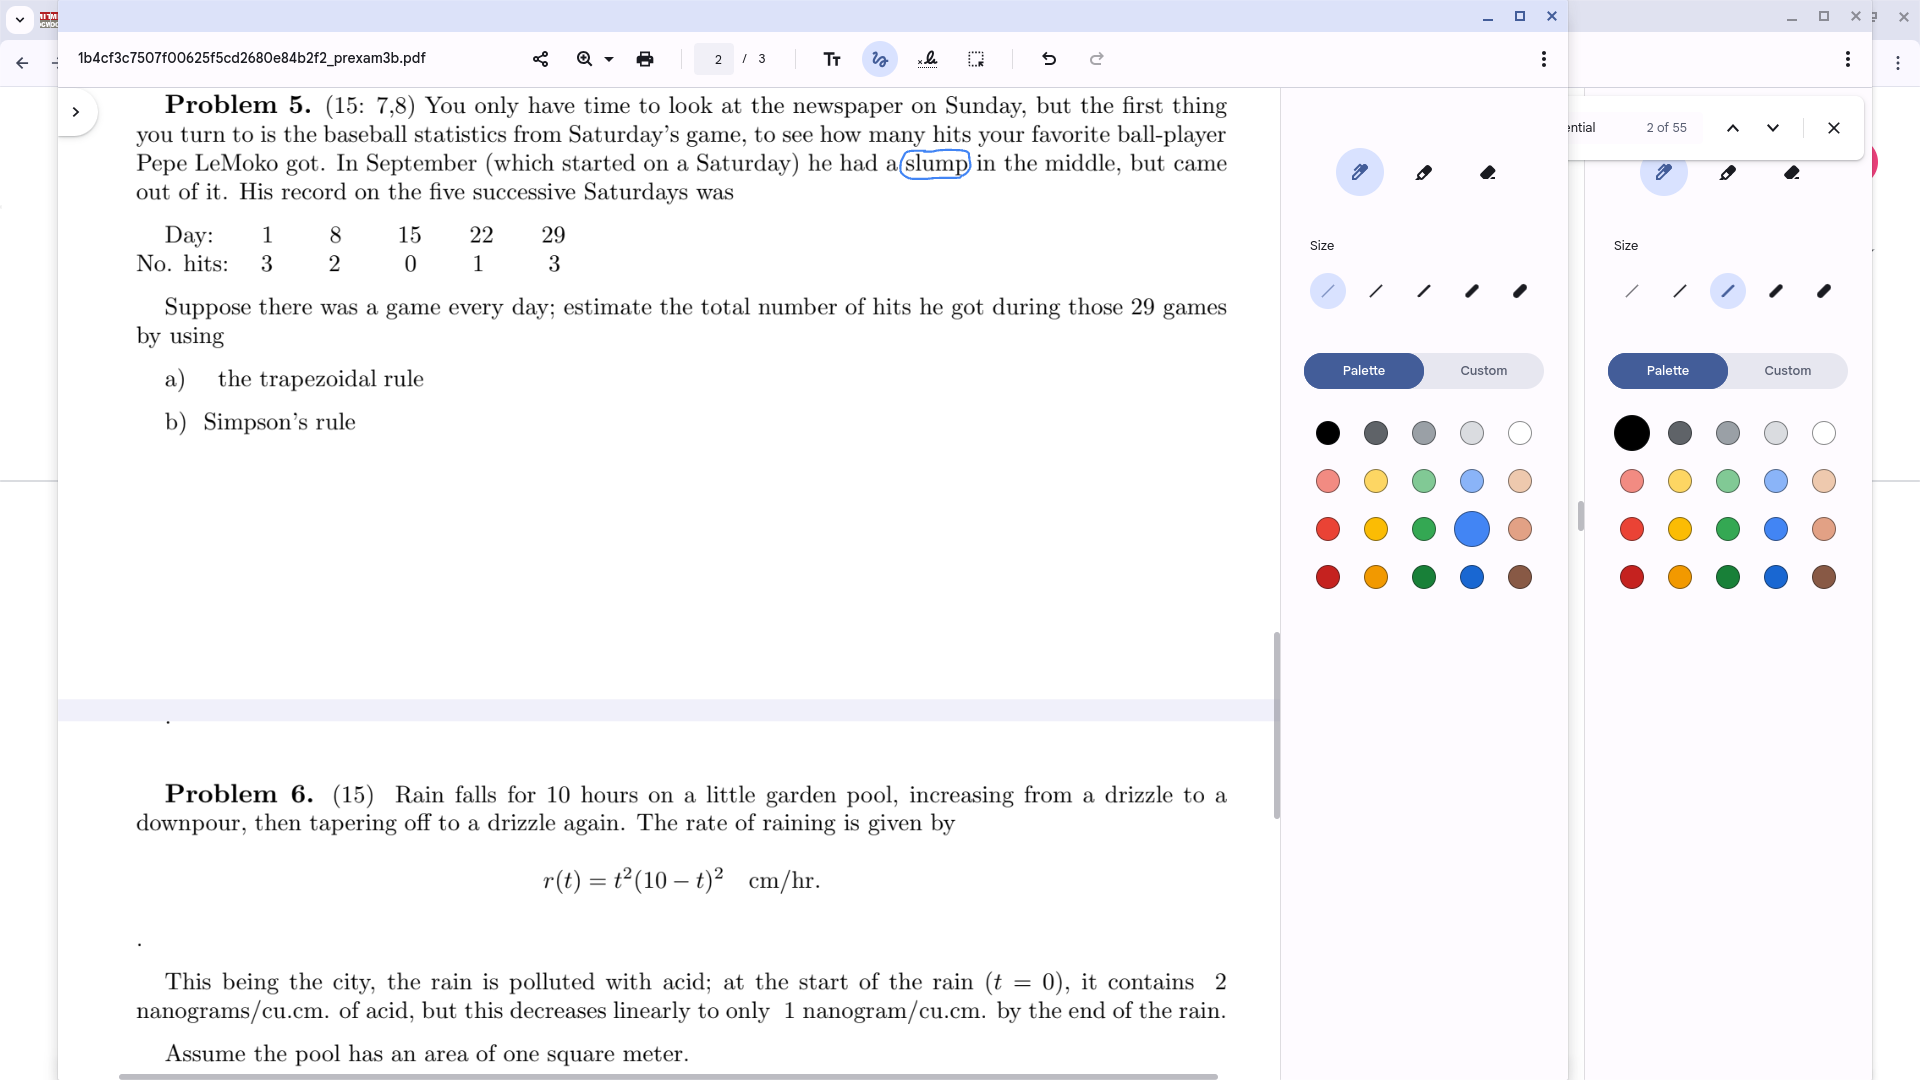 1b4cf3c7507f00625f5cd2680e84b2f2_prexam3b.pdf
2 / 3
Tt
ential 2 of 55
Problem 5. (15: 7,8) You only have time to look at the newspaper on Sunday, but the first thing
you turn to is the baseball statistics from Saturday's game, to see how many hits your favorite ball-player
Pepe LeMoko got. In September (which started on a Saturday) he had a slump in the middle, but came
out of it. His record on the five successive Saturdays was
Day: 1 8 15 22 29
No. hits: 3 2 0 1 3
Suppose there was a game every day; estimate the total number of hits he got during those 29 games
by using
a) the trapezoidal rule
b) Simpson's rule
.
Problem 6. (15) Rain falls for 10 hours on a little garden pool, increasing from a drizzle to a
downpour, then tapering off to a drizzle again. The rate of raining is given by
r(t) = t²(10 − t)² cm/hr.
.
This being the city, the rain is polluted with acid; at the start of the rain (t = 0), it contains 2
nanograms/cu.cm. of acid, but this decreases linearly to only 1 nanogram/cu.cm. by the end of the rain.
Assume the pool has an area of one square meter.
Size
Palette Custom
Size
Palette Custom